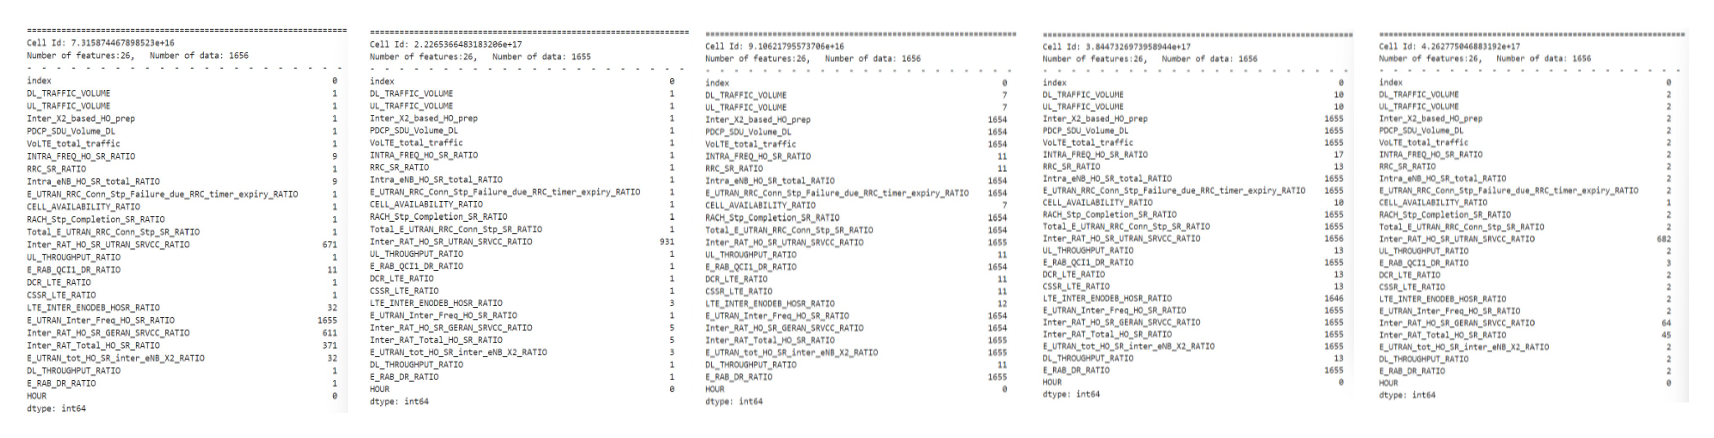 ================================================================
Cell Id: 7.315874467898523e+16
Number of features:26,   Number of data: 1656
- - - - - - - - - - - - - - - - - - - -
index 0
DL_TRAFFIC_VOLUME 1
UL_TRAFFIC_VOLUME 1
Inter_X2_based_HO_prep 1
PDCP_SDU_Volume_DL 1
VoLTE_total_traffic 1
INTRA_FREQ_HO_SR_RATIO 9
RRC_SR_RATIO 1
Intra_eNB_HO_SR_total_RATIO 9
E_UTRAN_RRC_Conn_Stp_Failure_due_RRC_timer_expiry_RATIO 1
CELL_AVAILABILITY_RATIO 1
RACH_Stp_Completion_SR_RATIO 1
Total_E_UTRAN_RRC_Conn_Stp_SR_RATIO 1
Inter_RAT_HO_SR_UTRAN_SRVCC_RATIO 671
UL_THROUGHPUT_RATIO 1
E_RAB_QCI1_DR_RATIO 11
DCR_LTE_RATIO 1
CSSR_LTE_RATIO 1
LTE_INTER_ENODEB_HOSR_RATIO 32
E_UTRAN_Inter_Freq_HO_SR_RATIO 1655
Inter_RAT_HO_SR_GERAN_SRVCC_RATIO 611
Inter_RAT_Total_HO_SR_RATIO 371
E_UTRAN_tot_HO_SR_inter_eNB_X2_RATIO 32
DL_THROUGHPUT_RATIO 1
E_RAB_DR_RATIO 1
HOUR 0
dtype: int64
================================================================
Cell Id: 2.2265366483183206e+17
Number of features:26,   Number of data: 1655
- - - - - - - - - - - - - - - - - - - -
index 0
DL_TRAFFIC_VOLUME 1
UL_TRAFFIC_VOLUME 1
Inter_X2_based_HO_prep 1
PDCP_SDU_Volume_DL 1
VoLTE_total_traffic 1
INTRA_FREQ_HO_SR_RATIO 1
RRC_SR_RATIO 1
Intra_eNB_HO_SR_total_RATIO 1
E_UTRAN_RRC_Conn_Stp_Failure_due_RRC_timer_expiry_RATIO 1
CELL_AVAILABILITY_RATIO 1
RACH_Stp_Completion_SR_RATIO 1
Total_E_UTRAN_RRC_Conn_Stp_SR_RATIO 1
Inter_RAT_HO_SR_UTRAN_SRVCC_RATIO 931
UL_THROUGHPUT_RATIO 1
E_RAB_QCI1_DR_RATIO 1
DCR_LTE_RATIO 1
CSSR_LTE_RATIO 1
LTE_INTER_ENODEB_HOSR_RATIO 3
E_UTRAN_Inter_Freq_HO_SR_RATIO 1
Inter_RAT_HO_SR_GERAN_SRVCC_RATIO 5
Inter_RAT_Total_HO_SR_RATIO 5
E_UTRAN_tot_HO_SR_inter_eNB_X2_RATIO 3
DL_THROUGHPUT_RATIO 1
E_RAB_DR_RATIO 1
HOUR 0
dtype: int64
================================================================
Cell Id: 9.10621795573706e+16
Number of features:26,   Number of data: 1656
- - - - - - - - - - - - - - - - - - - -
index 0
DL_TRAFFIC_VOLUME 7
UL_TRAFFIC_VOLUME 7
Inter_X2_based_HO_prep 1654
PDCP_SDU_Volume_DL 1654
VoLTE_total_traffic 1654
INTRA_FREQ_HO_SR_RATIO 11
RRC_SR_RATIO 11
Intra_eNB_HO_SR_total_RATIO 1654
E_UTRAN_RRC_Conn_Stp_Failure_due_RRC_timer_expiry_RATIO 1654
CELL_AVAILABILITY_RATIO 7
RACH_Stp_Completion_SR_RATIO 1654
Total_E_UTRAN_RRC_Conn_Stp_SR_RATIO 1654
Inter_RAT_HO_SR_UTRAN_SRVCC_RATIO 1655
UL_THROUGHPUT_RATIO 11
E_RAB_QCI1_DR_RATIO 1654
DCR_LTE_RATIO 11
CSSR_LTE_RATIO 11
LTE_INTER_ENODEB_HOSR_RATIO 12
E_UTRAN_Inter_Freq_HO_SR_RATIO 1654
Inter_RAT_HO_SR_GERAN_SRVCC_RATIO 1654
Inter_RAT_Total_HO_SR_RATIO 1655
E_UTRAN_tot_HO_SR_inter_eNB_X2_RATIO 1655
DL_THROUGHPUT_RATIO 11
E_RAB_DR_RATIO 1655
HOUR 0
dtype: int64
================================================================
Cell Id: 3.8447326973958944e+17
Number of features:26,   Number of data: 1656
- - - - - - - - - - - - - - - - - - - -
index 0
DL_TRAFFIC_VOLUME 10
UL_TRAFFIC_VOLUME 10
Inter_X2_based_HO_prep 1655
PDCP_SDU_Volume_DL 1655
VoLTE_total_traffic 1655
INTRA_FREQ_HO_SR_RATIO 17
RRC_SR_RATIO 13
Intra_eNB_HO_SR_total_RATIO 1655
E_UTRAN_RRC_Conn_Stp_Failure_due_RRC_timer_expiry_RATIO 1655
CELL_AVAILABILITY_RATIO 10
RACH_Stp_Completion_SR_RATIO 1655
Total_E_UTRAN_RRC_Conn_Stp_SR_RATIO 1655
Inter_RAT_HO_SR_UTRAN_SRVCC_RATIO 1656
UL_THROUGHPUT_RATIO 13
E_RAB_QCI1_DR_RATIO 1655
DCR_LTE_RATIO 13
CSSR_LTE_RATIO 13
LTE_INTER_ENODEB_HOSR_RATIO 1646
E_UTRAN_Inter_Freq_HO_SR_RATIO 1655
Inter_RAT_HO_SR_GERAN_SRVCC_RATIO 1655
Inter_RAT_Total_HO_SR_RATIO 1655
E_UTRAN_tot_HO_SR_inter_eNB_X2_RATIO 1655
DL_THROUGHPUT_RATIO 13
E_RAB_DR_RATIO 1655
HOUR 0
dtype: int64
================================================================
Cell Id: 4.262775046883192e+17
Number of features:26,   Number of data: 1656
- - - - - - - - - - - - - - - - - - - -
index 0
DL_TRAFFIC_VOLUME 2
UL_TRAFFIC_VOLUME 2
Inter_X2_based_HO_prep 2
PDCP_SDU_Volume_DL 2
VoLTE_total_traffic 2
INTRA_FREQ_HO_SR_RATIO 2
RRC_SR_RATIO 2
Intra_eNB_HO_SR_total_RATIO 2
E_UTRAN_RRC_Conn_Stp_Failure_due_RRC_timer_expiry_RATIO 2
CELL_AVAILABILITY_RATIO 1
RACH_Stp_Completion_SR_RATIO 2
Total_E_UTRAN_RRC_Conn_Stp_SR_RATIO 2
Inter_RAT_HO_SR_UTRAN_SRVCC_RATIO 682
UL_THROUGHPUT_RATIO 2
E_RAB_QCI1_DR_RATIO 3
DCR_LTE_RATIO 2
CSSR_LTE_RATIO 2
LTE_INTER_ENODEB_HOSR_RATIO 2
E_UTRAN_Inter_Freq_HO_SR_RATIO 2
Inter_RAT_HO_SR_GERAN_SRVCC_RATIO 64
Inter_RAT_Total_HO_SR_RATIO 45
E_UTRAN_tot_HO_SR_inter_eNB_X2_RATIO 2
DL_THROUGHPUT_RATIO 2
E_RAB_DR_RATIO 2
HOUR 0
dtype: int64